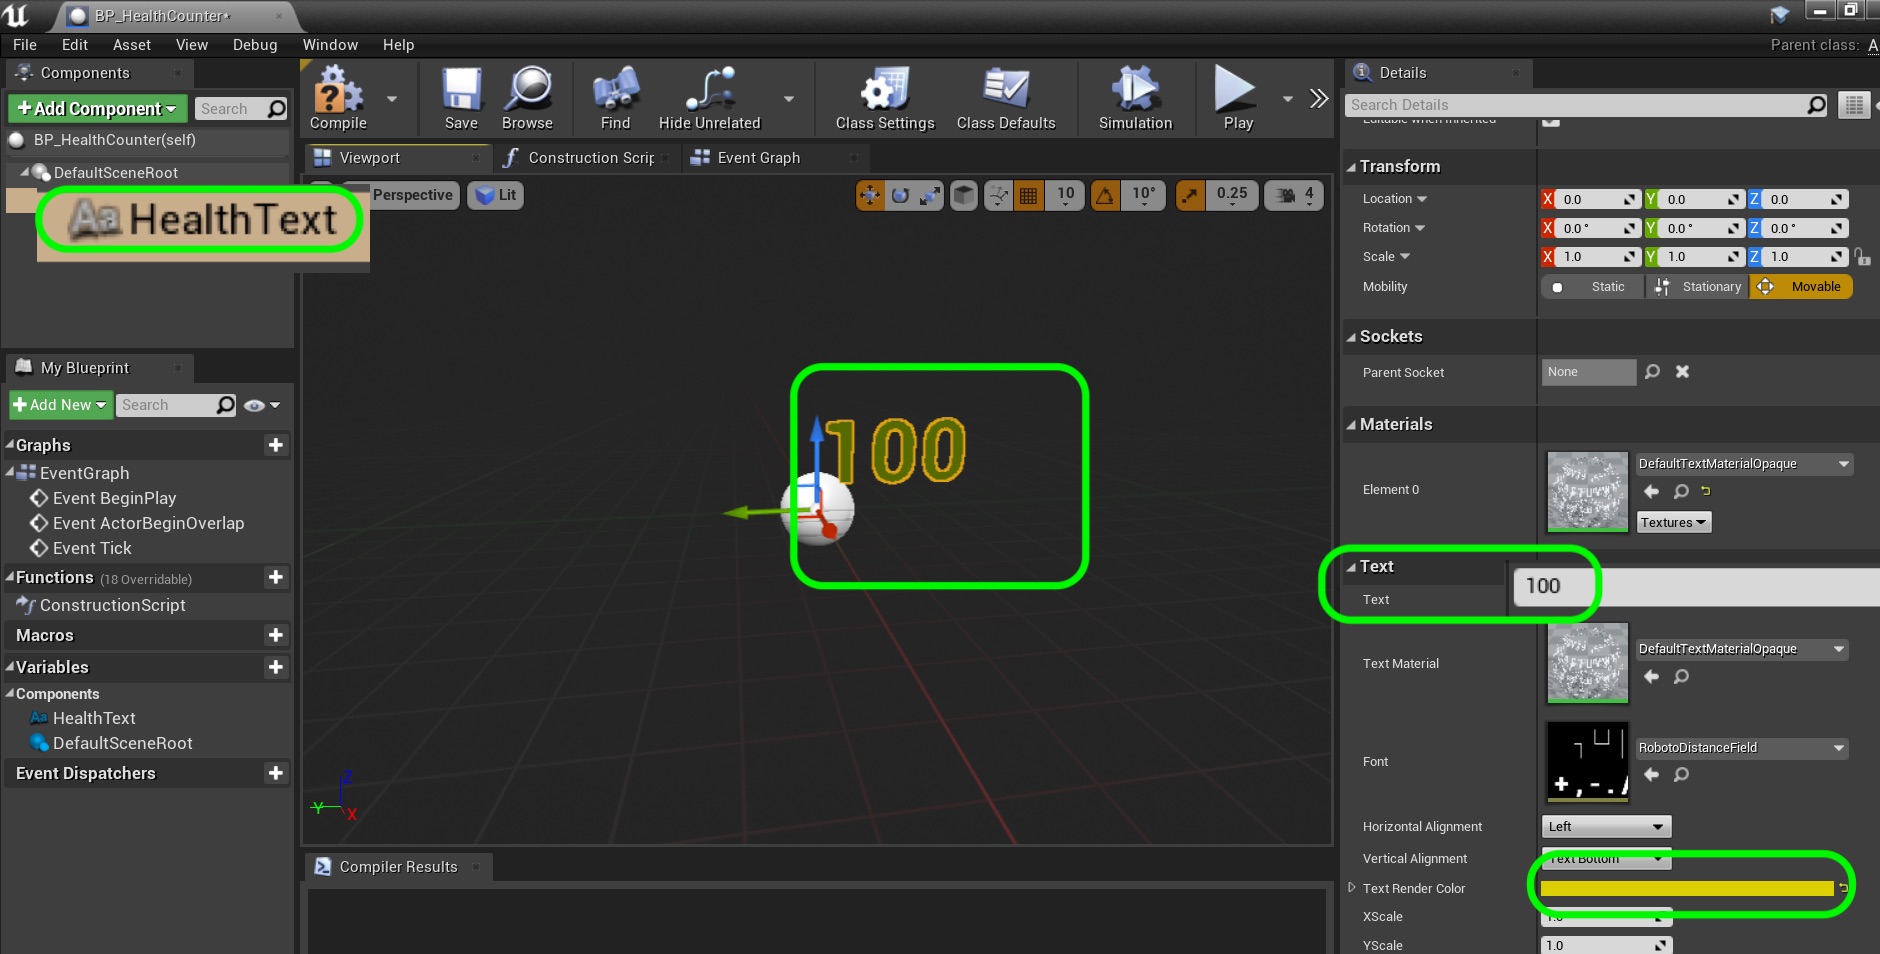 BP_HealthCounter*
File Edit Asset View Debug Window Help
Parent class: A
Components
+Add Component
Search
BP_HealthCounter(self)
DefaultSceneRoot
Aa HealthText
My Blueprint
+Add New
Search
Graphs
EventGraph
Event BeginPlay
Event ActorBeginOverlap
Event Tick
Functions (18 Overridable)
ConstructionScript
Macros
Variables
Components
Aa HealthText
DefaultSceneRoot
Event Dispatchers
Compile Save Browse Find Hide Unrelated Class Settings Class Defaults Simulation Play
Viewport Construction Scrip Event Graph
Perspective Lit 10 10° 0.25 4
100
Z
Y
X
Compiler Results
Details
Search Details
Editable when Inherited
Transform
Location X 0.0 Y 0.0 Z 0.0
Rotation X 0.0 ° Y 0.0 ° Z 0.0 °
Scale X 1.0 Y 1.0 Z 1.0
Mobility Static Stationary Movable
Sockets
Parent Socket None
Materials
Element 0 DefaultTextMaterialOpaque
Textures
Text
Text 100
Text Material DefaultTextMaterialOpaque
Font RobotoDistanceField
Horizontal Alignment Left
Vertical Alignment Text Bottom
Text Render Color
XScale 1.0
YScale 1.0